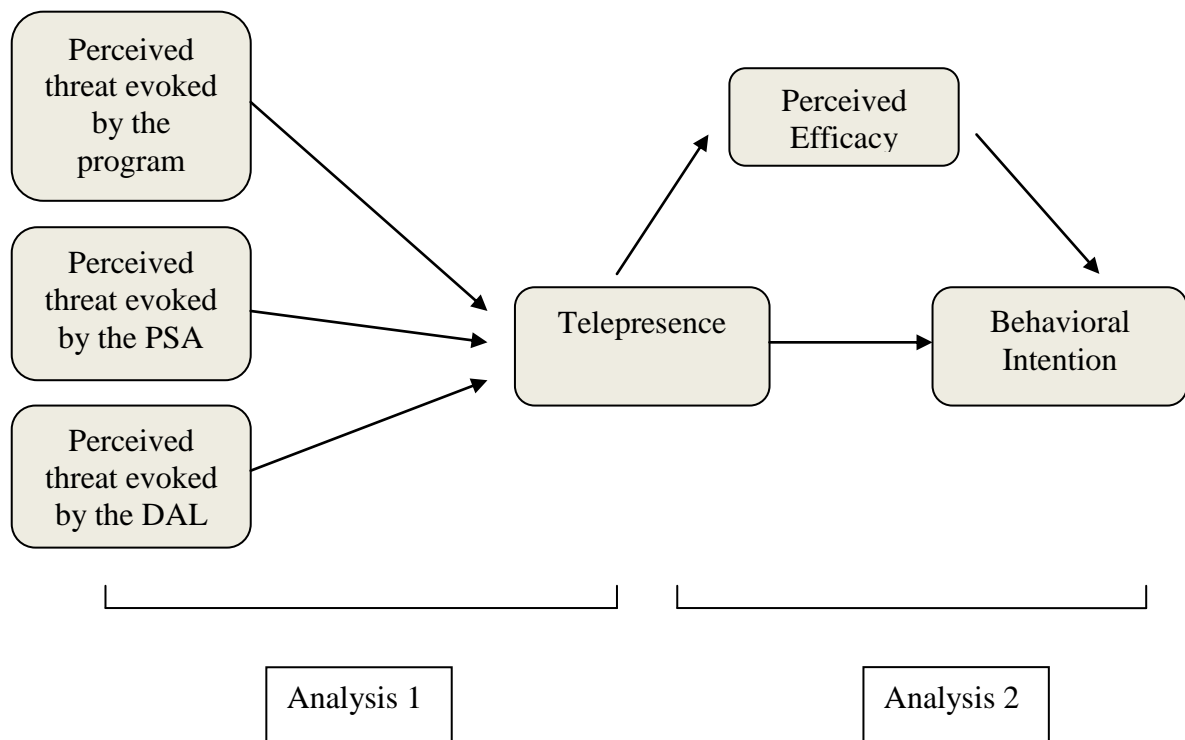 Perceived
threat evoked
by the
program
Perceived
threat evoked
by the PSA
Perceived
threat evoked
by the DAL
Telepresence
Perceived
Efficacy
Behavioral
Intention
Analysis 1
Analysis 2